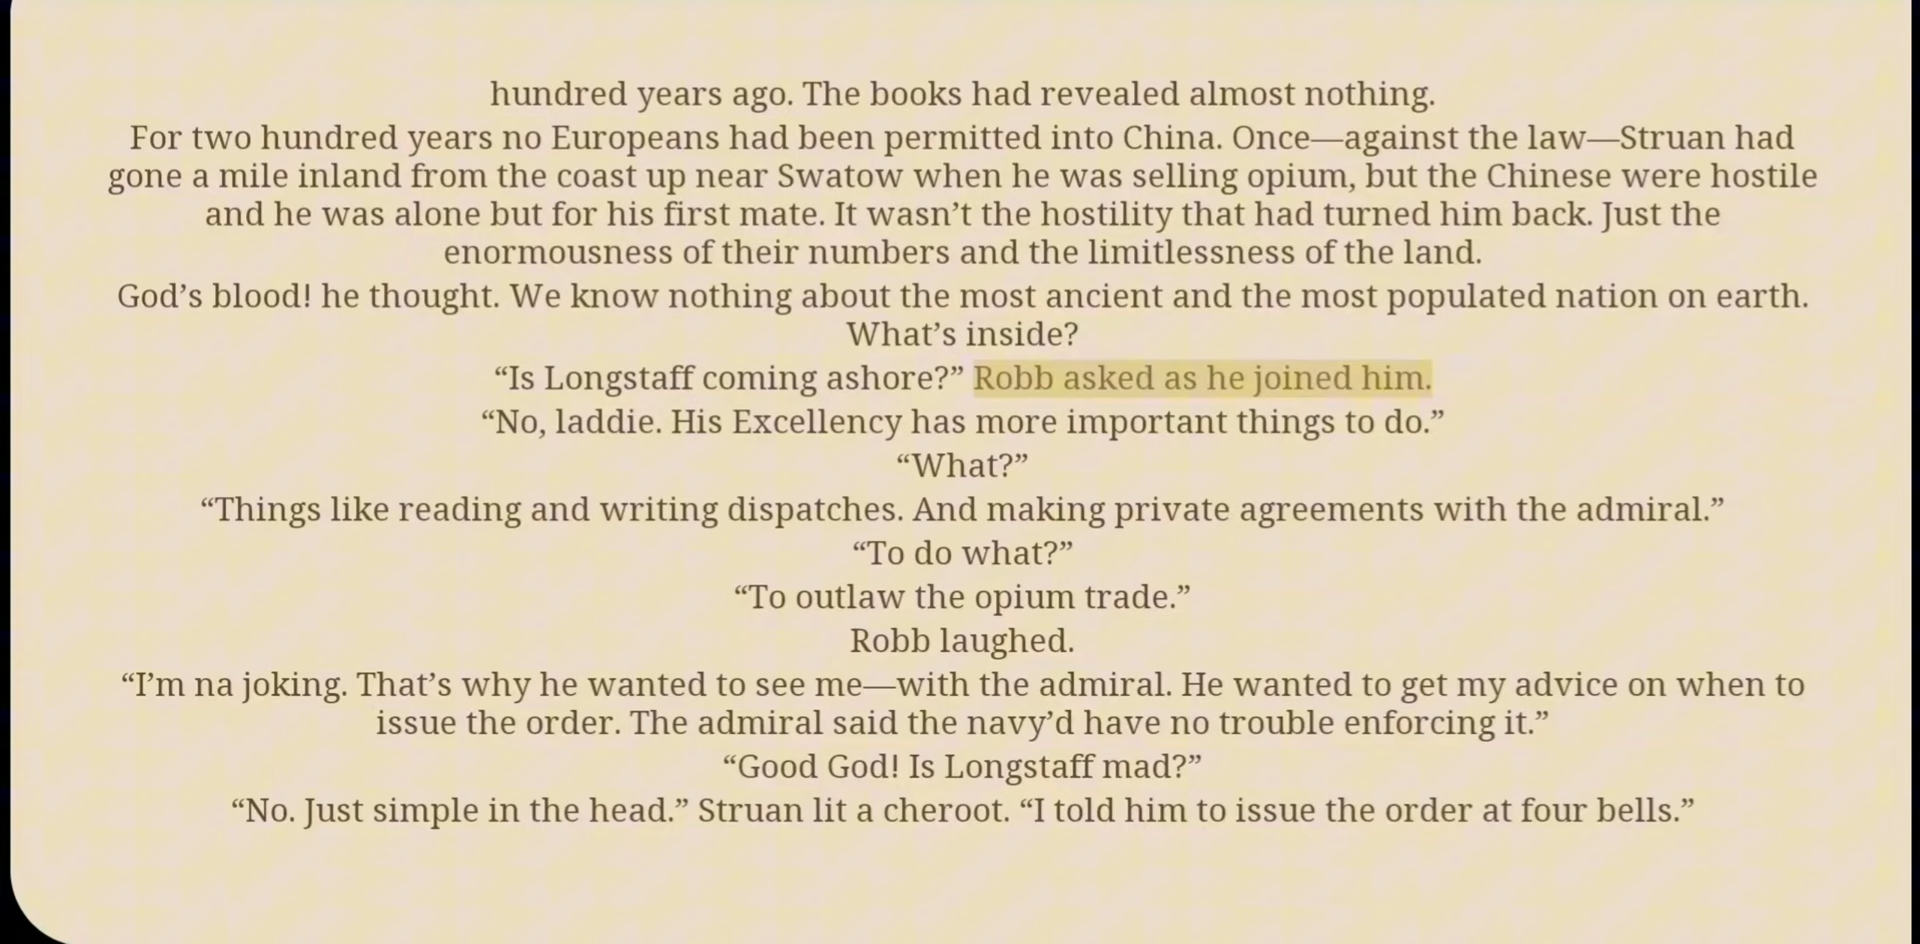 hundred years ago. The books had revealed almost nothing.
For two hundred years no Europeans had been permitted into China. Once—against the law—Struan had
gone a mile inland from the coast up near Swatow when he was selling opium, but the Chinese were hostile
and he was alone but for his first mate. It wasn’t the hostility that had turned him back. Just the
enormousness of their numbers and the limitlessness of the land.
God’s blood! he thought. We know nothing about the most ancient and the most populated nation on earth.
What’s inside?
“Is Longstaff coming ashore?” Robb asked as he joined him.
“No, laddie. His Excellency has more important things to do.”
“What?”
“Things like reading and writing dispatches. And making private agreements with the admiral.”
“To do what?”
“To outlaw the opium trade.”
Robb laughed.
“I’m na joking. That’s why he wanted to see me—with the admiral. He wanted to get my advice on when to
issue the order. The admiral said the navy’d have no trouble enforcing it.”
“Good God! Is Longstaff mad?”
“No. Just simple in the head.” Struan lit a cheroot. “I told him to issue the order at four bells.”